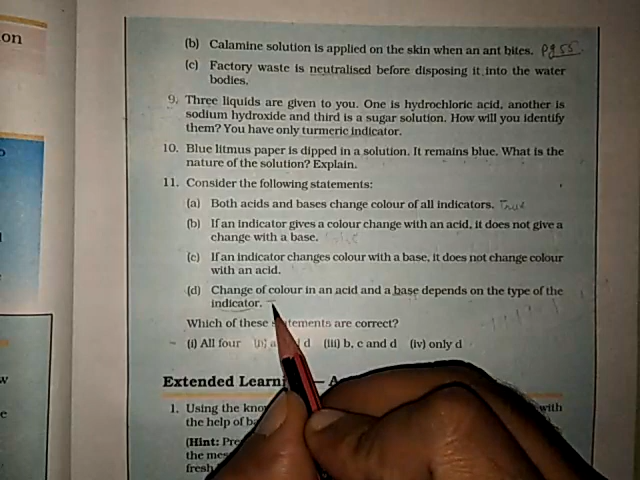 on
(b) Calamine solution is applied on the skin when an ant bites. Pg 55.
(c) Factory waste is neutralised before disposing it into the water
bodies.
9. Three liquids are given to you. One is hydrochloric acid, another is
sodium hydroxide and third is a sugar solution. How will you identify
them? You have only turmeric indicator.
10. Blue litmus paper is dipped in a solution. It remains blue. What is the
nature of the solution? Explain.
11. Consider the following statements:
(a) Both acids and bases change colour of all indicators. True
(b) If an indicator gives a colour change with an acid, it does not give a
change with a base.
(c) If an indicator changes colour with a base, it does not change colour
with an acid.
(d) Change of colour in an acid and a base depends on the type of the
indicator.
Which of these statements are correct?
(i) All four (ii) a d (iii) b, c and d (iv) only d
Extended Learni
1. Using the kno with
the help of b
(Hint: Pre
the mes
fresh
w
e